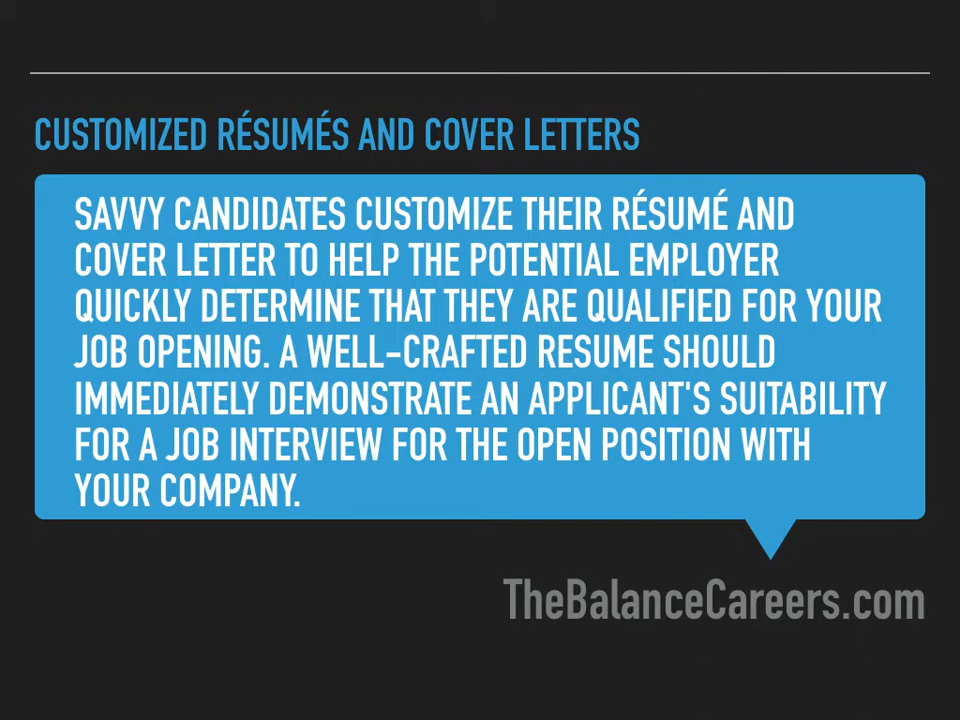 CUSTOMIZED RÉSUMÉS AND COVER LETTERS
SAVVY CANDIDATES CUSTOMIZE THEIR RÉSUMÉ AND
COVER LETTER TO HELP THE POTENTIAL EMPLOYER
QUICKLY DETERMINE THAT THEY ARE QUALIFIED FOR YOUR
JOB OPENING. A WELL-CRAFTED RESUME SHOULD
IMMEDIATELY DEMONSTRATE AN APPLICANT'S SUITABILITY
FOR A JOB INTERVIEW FOR THE OPEN POSITION WITH
YOUR COMPANY.
TheBalanceCareers.com